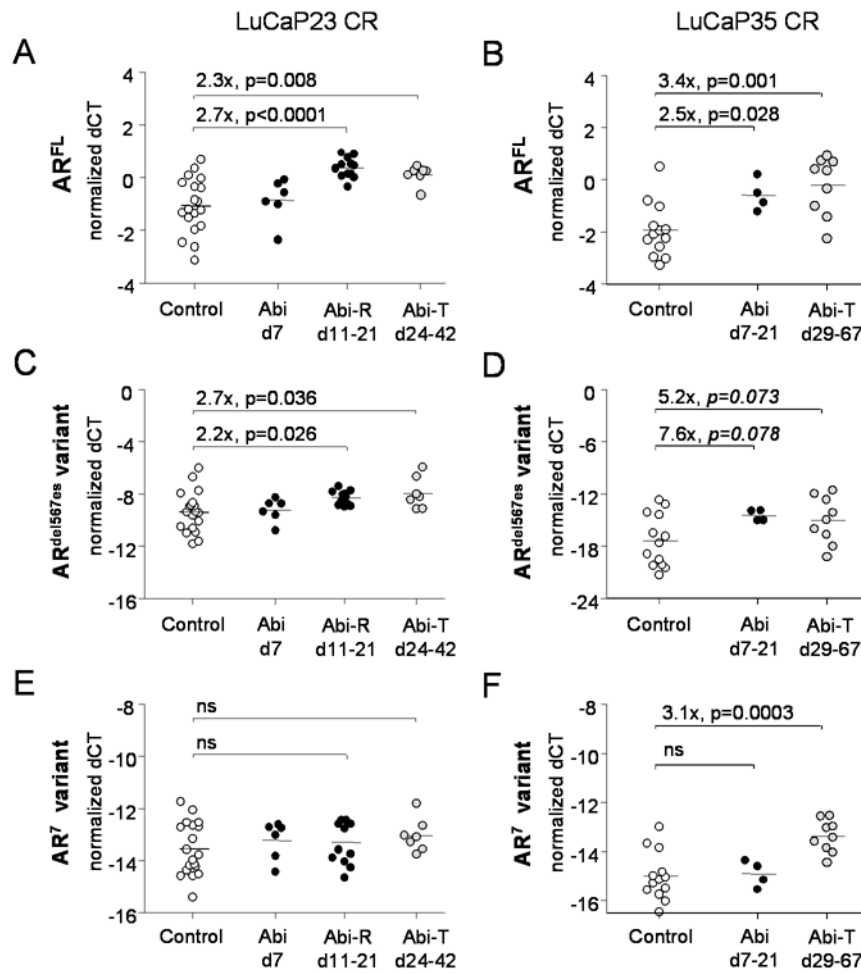 LuCaP23 CR
LuCaP35 CR
A
AR^FL
normalized dCT
4
2
0
-2
-4
2.3x, p=0.008
2.7x, p<0.0001
Control
Abi
d7
Abi-R
d11-21
Abi-T
d24-42
B
AR^FL
normalized dCT
4
2
0
-2
-4
3.4x, p=0.001
2.5x, p=0.028
Control
Abi
d7-21
Abi-T
d29-67
C
AR^del567es variant
normalized dCT
0
-4
-8
-12
-16
2.7x, p=0.036
2.2x, p=0.026
Control
Abi
d7
Abi-R
d11-21
Abi-T
d24-42
D
AR^del567es variant
normalized dCT
0
-6
-12
-18
-24
5.2x, p=0.073
7.6x, p=0.078
Control
Abi
d7-21
Abi-T
d29-67
E
AR^7 variant
normalized dCT
-8
-10
-12
-14
-16
ns
ns
Control
Abi
d7
Abi-R
d11-21
Abi-T
d24-42
F
AR^7 variant
normalized dCT
-8
-10
-12
-14
-16
3.1x, p=0.0003
ns
Control
Abi
d7-21
Abi-T
d29-67